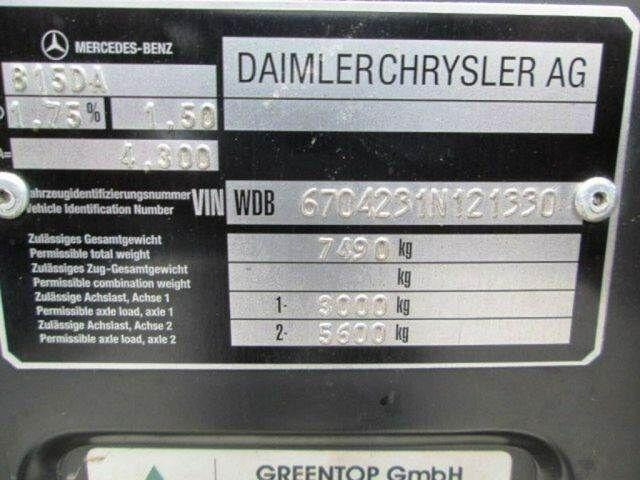 MERCEDES-BENZ
815DA
DAIMLERCHRYSLER AG
1.75% 1.50
A= 4.300
Fahrzeugidentifizierungsnummer
Vehicle Identification Number
VIN WDB 6704231N121330
Zulässiges Gesamtgewicht
Permissible total weight
7490 kg
Zulässiges Zug-Gesamtgewicht
Permissible combination weight
kg
Zulässige Achslast, Achse 1
Permissible axle load, axle 1
1- 3000 kg
Zulässige Achslast, Achse 2
Permissible axle load, axle 2
2- 5600 kg
GREENTOP GmbH